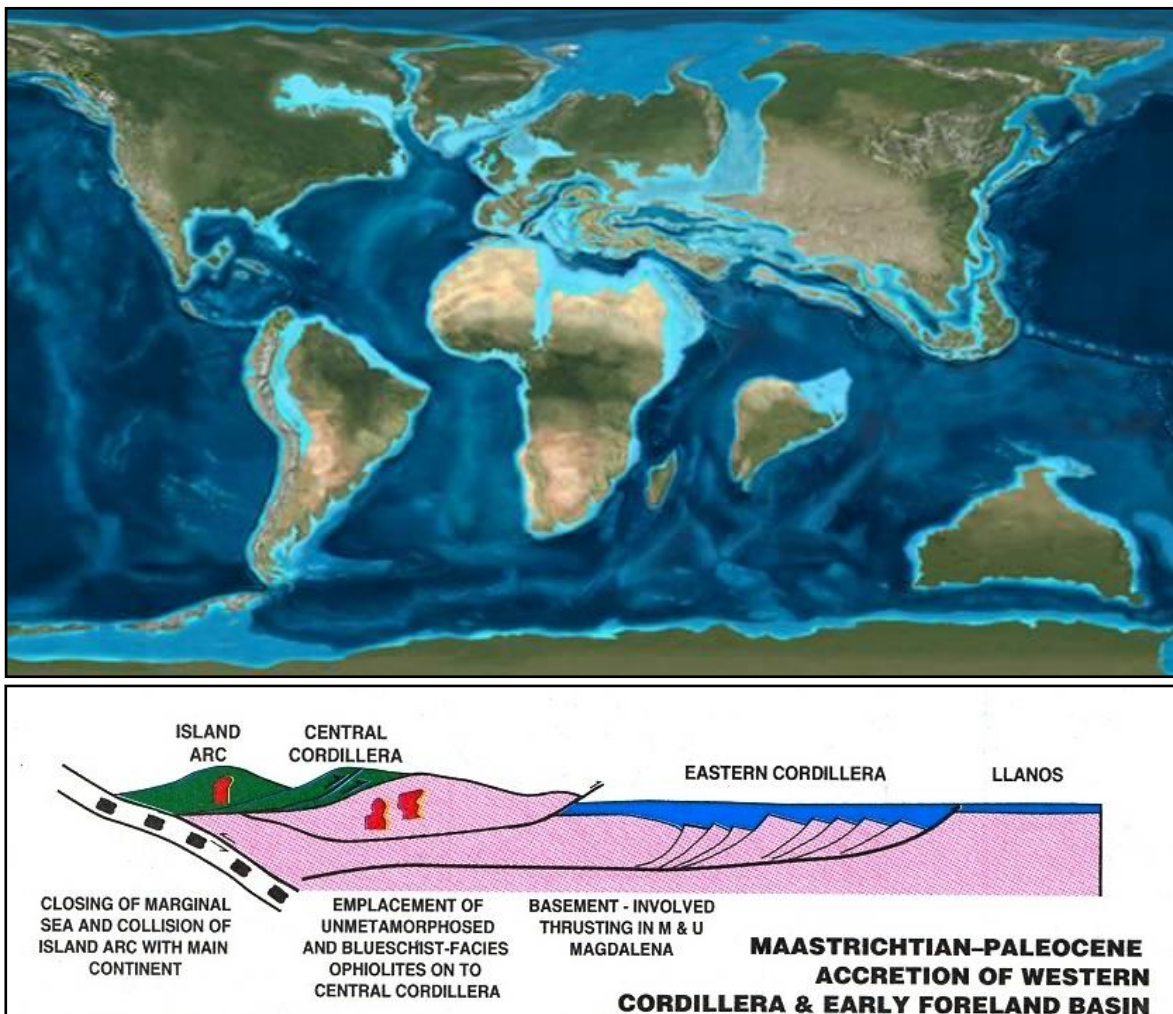 ISLAND
ARC
CENTRAL
CORDILLERA
EASTERN CORDILLERA
LLANOS
CLOSING OF MARGINAL
SEA AND COLLISION OF
ISLAND ARC WITH MAIN
CONTINENT
EMPLACEMENT OF
UNMETAMORPHOSED
AND BLUESCHIST-FACIES
OPHIOLITES ON TO
CENTRAL CORDILLERA
BASEMENT - INVOLVED
THRUSTING IN M & U
MAGDALENA
MAASTRICHTIAN–PALEOCENE
ACCRETION OF WESTERN
CORDILLERA & EARLY FORELAND BASIN